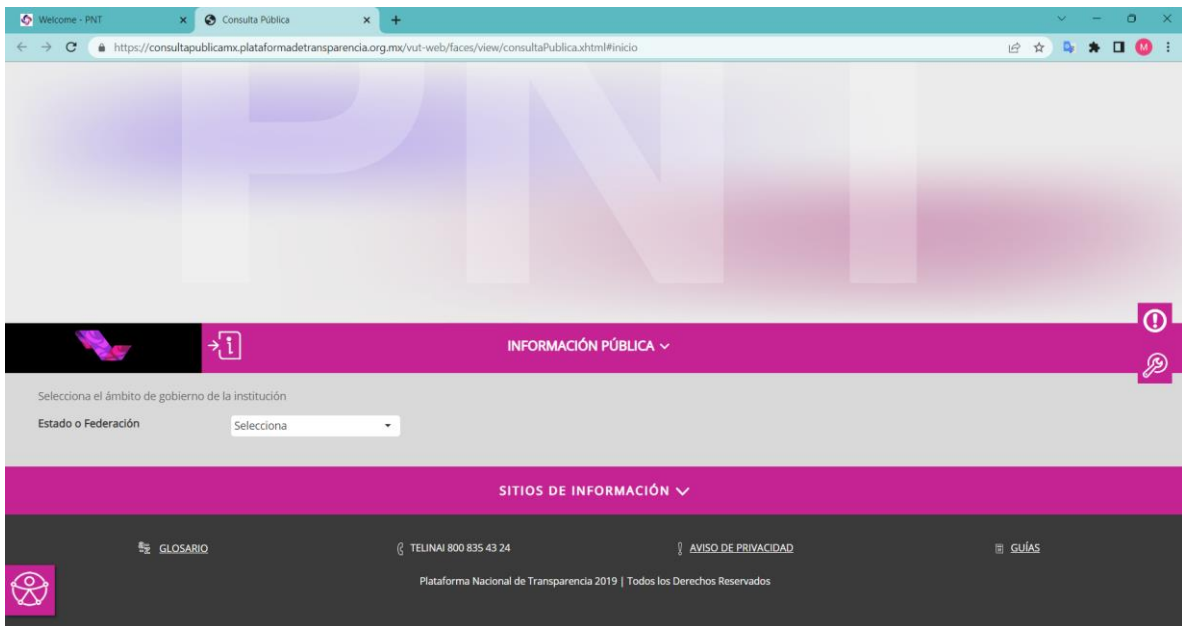 Welcome - PNT
Consulta Pública
https://consultapublicamx.plataformadetransparencia.org.mx/vut-web/faces/view/consultaPublica.xhtml#inicio
M
PNT
INFORMACIÓN PÚBLICA
Selecciona el ámbito de gobierno de la institución
Estado o Federación Selecciona
SITIOS DE INFORMACIÓN
GLOSARIO TELINAI 800 835 43 24 AVISO DE PRIVACIDAD GUÍAS
Plataforma Nacional de Transparencia 2019 | Todos los Derechos Reservados